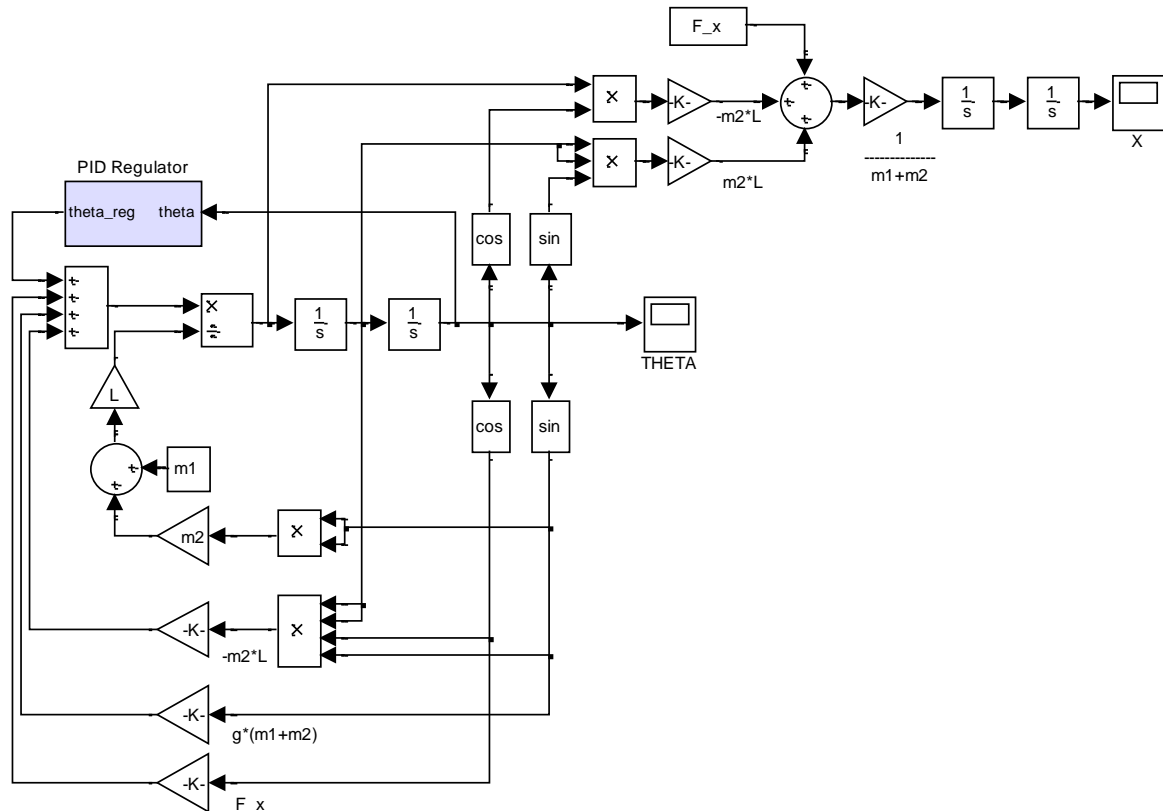 F_x
×
-K-
-m2*L
+
+
+
-K-
1
s
1
s
X
1
---------------
m1+m2
×
-K-
m2*L
PID Regulator
theta_reg
theta
cos
sin
+
+
+
+
×
÷
1
s
1
s
THETA
L
cos
sin
+
+
m1
m2
×
-K-
-m2*L
×
-K-
g*(m1+m2)
-K-
F_x